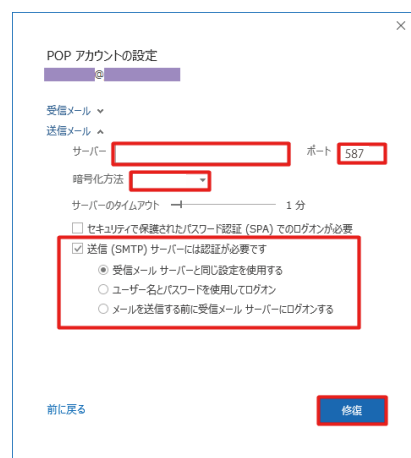 POP アカウントの設定
@
受信メール
送信メール
サーバー ポート 587
暗号化方法
サーバーのタイムアウト 1 分
セキュリティで保護されたパスワード認証 (SPA) でのログオンが必要
送信 (SMTP) サーバーには認証が必要です
受信メール サーバーと同じ設定を使用する
ユーザー名とパスワードを使用してログオン
メールを送信する前に受信メール サーバーにログオンする
前に戻る 修復